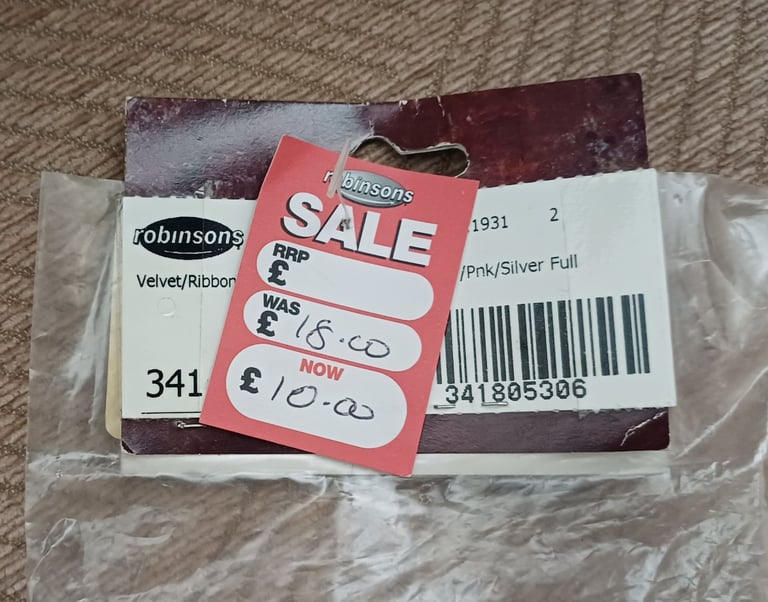 robinsons
1931 2
Velvet/Ribbon
/Pnk/Silver Full
341
341805306
robinsons
SALE
RRP
£
WAS
£ 18.00
NOW
£ 10.00